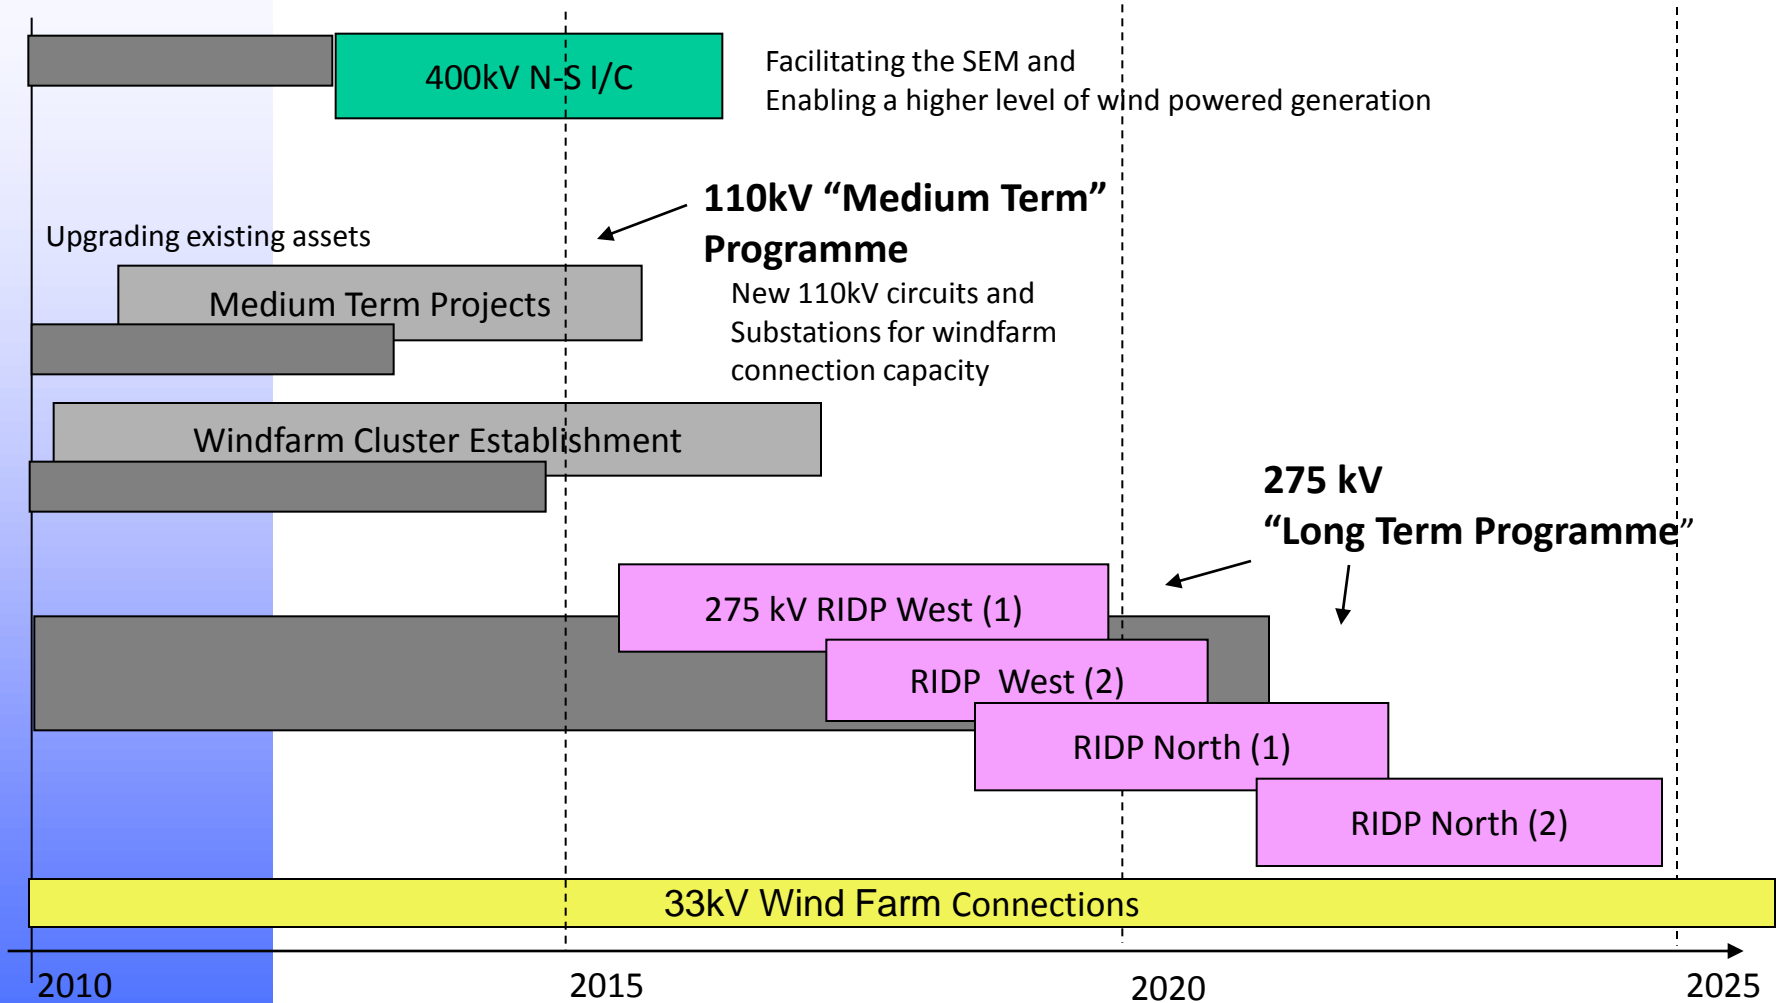 400kV N-S I/C
Facilitating the SEM and
Enabling a higher level of wind powered generation
110kV “Medium Term”
Programme
Upgrading existing assets
Medium Term Projects
New 110kV circuits and
Substations for windfarm
connection capacity
Windfarm Cluster Establishment
275 kV
“Long Term Programme”
275 kV RIDP West (1)
RIDP West (2)
RIDP North (1)
RIDP North (2)
33kV Wind Farm Connections
2010
2015
2020
2025